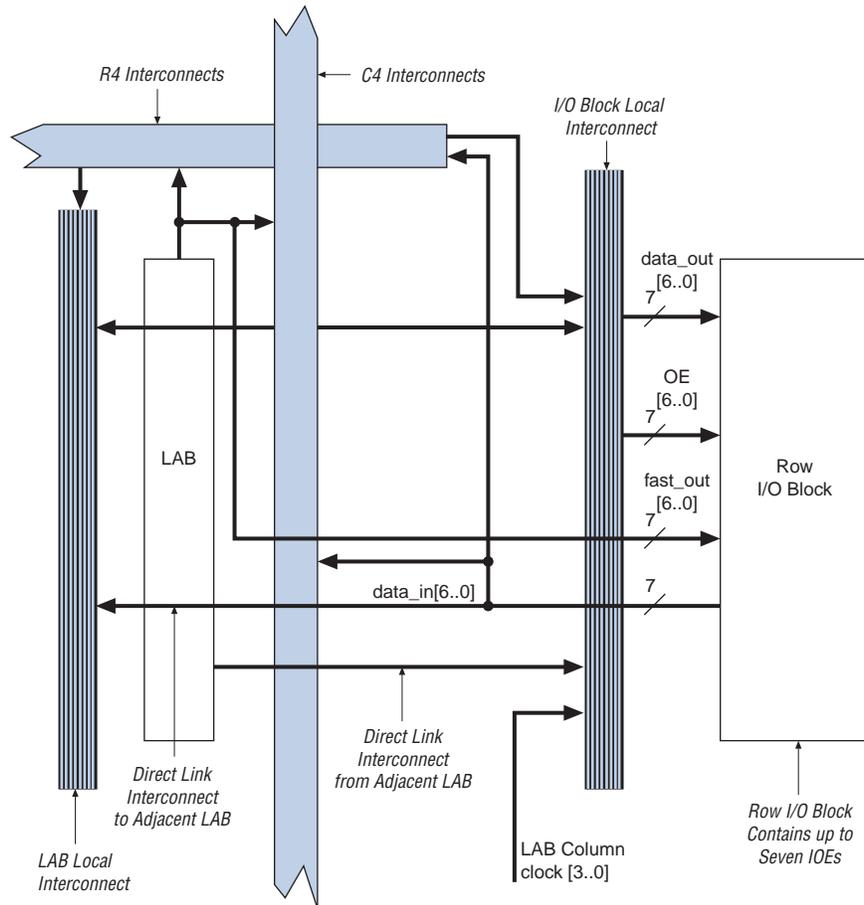 R4 Interconnects
C4 Interconnects
I/O Block Local
Interconnect
data_out
[6..0]
7
OE
[6..0]
7
LAB
Row
I/O Block
fast_out
[6..0]
7
data_in[6..0]
7
Direct Link
Interconnect
to Adjacent LAB
Direct Link
Interconnect
from Adjacent LAB
LAB Local
Interconnect
LAB Column
clock [3..0]
Row I/O Block
Contains up to
Seven IOEs